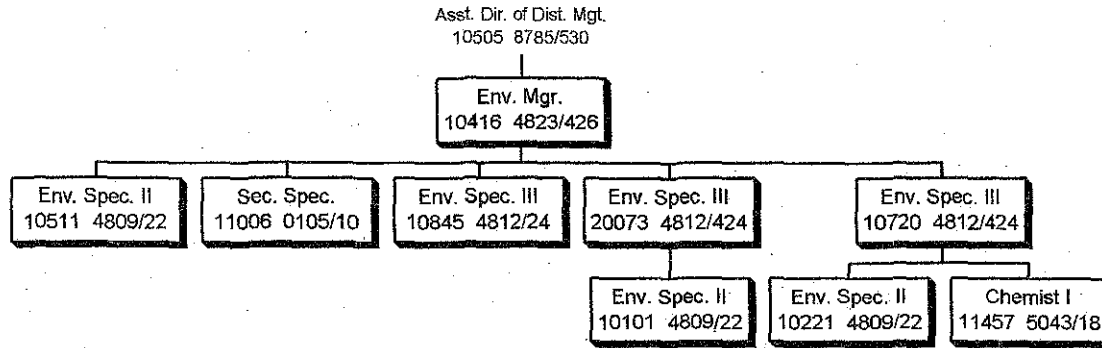 Asst. Dir. of Dist. Mgt.
10505 8785/530
Env. Mgr.
10416 4823/426
Env. Spec. II
10511 4809/22
Sec. Spec.
11006 0105/10
Env. Spec. III
10845 4812/24
Env. Spec. III
20073 4812/424
Env. Spec. III
10720 4812/424
Env. Spec. II
10101 4809/22
Env. Spec. II
10221 4809/22
Chemist I
11457 5043/18